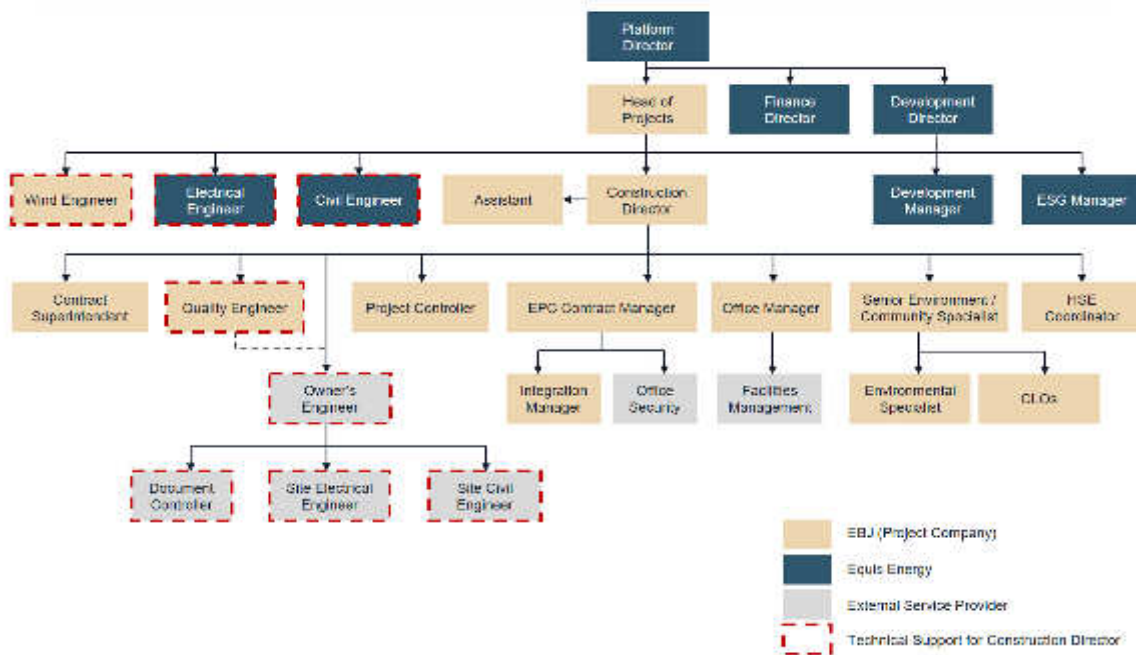 Platform
Director
Head of
Projects
Finance
Director
Development
Director
Wind Engineer
Electrical
Engineer
Civil Engineer
Assistant
Construction
Director
Development
Manager
ESG Manager
Contract
Superintendent
Quality Engineer
Project Controller
EPC Contract Manager
Office Manager
Senior Environment /
Community Specialist
HSE
Coordinator
Owner's
Engineer
Integration
Manager
Office
Security
Facilities
Management
Environmental
Specialist
CLOs
Document
Controller
Site Electrical
Engineer
Site Civil
Engineer
EBJ (Project Company)
Equis Energy
External Service Provider
Technical Support for Construction Director